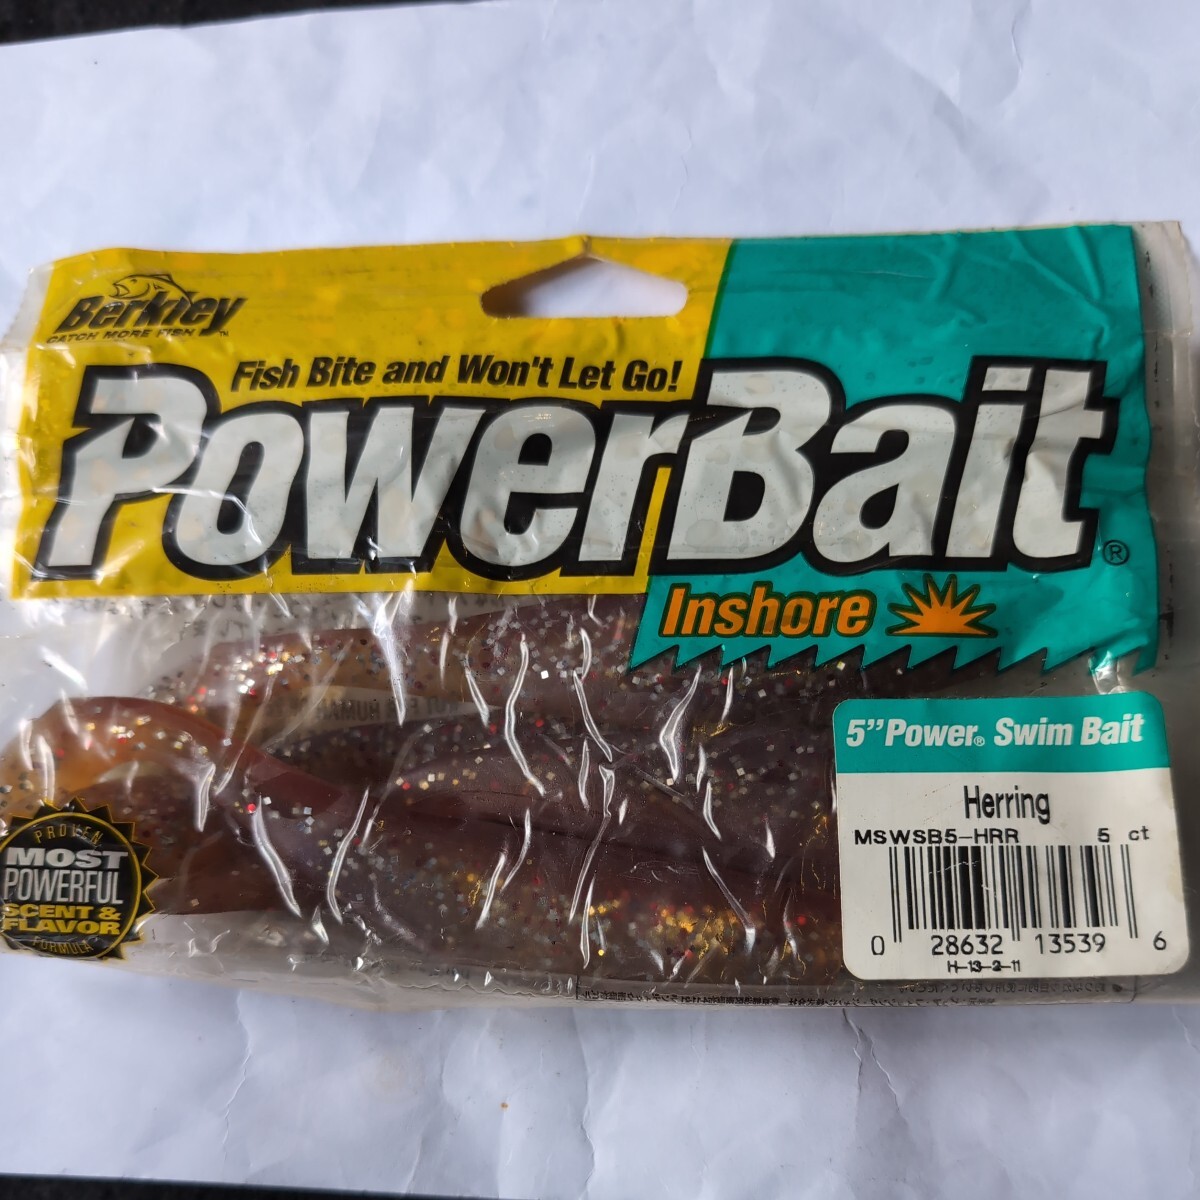 Berkley
CATCH MORE FISH™
Fish Bite and Won't Let Go!
PowerBait®
Inshore
5” Power® Swim Bait
Herring
MSWSB5-HRR 5 ct
0 28632 13539 6
H-13-2-11
PROVEN
MOST
POWERFUL
SCENT &
FLAVOR
FORMULA